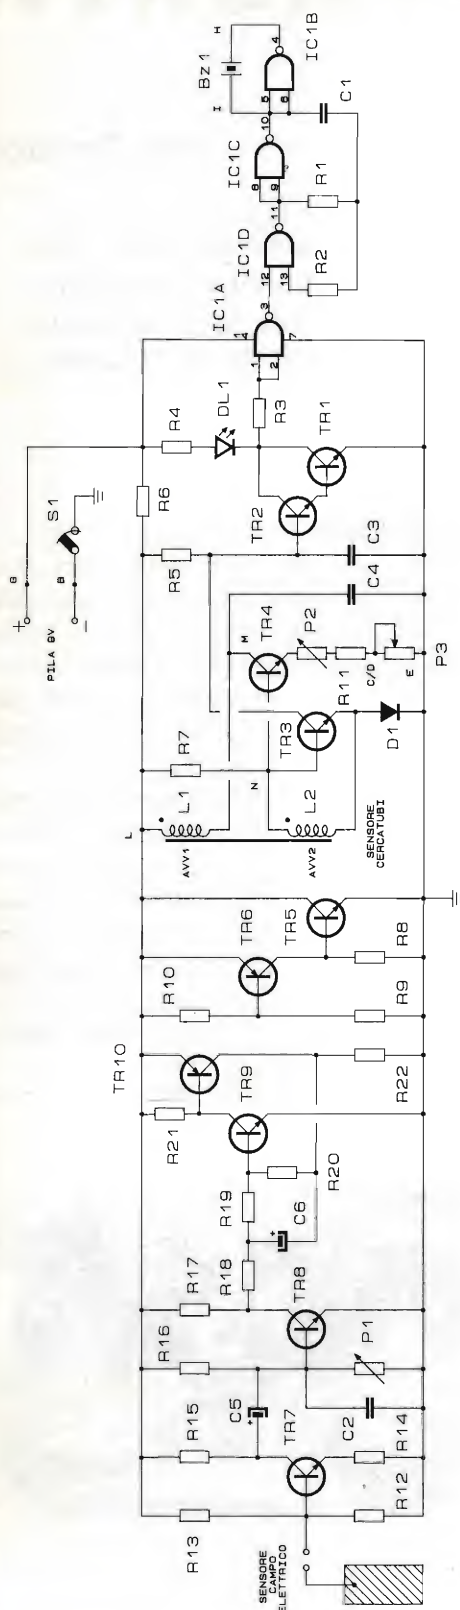 PILA 9V
+
−
G
B
S1
TR10
L
R13
R15
R16
R17
R21
R10
R7
R5
R6
R4
DL1
IC1A
4
3
IC1D
12
13
11
IC1C
8
9
10
IC1B
5
6
4
Bz1
I
H
C5
+
R18
R19
TR9
TR6
AVV1
L1
TR2
R3
1
2
7
SENSORE
CAMPO
ELETTRICO
TR7
TR8
C6
+
R20
TR5
N
AVV2
L2
TR3
M
TR4
P2
R11
C/D
E
TR1
R2
R1
C1
R12
R14
C2
P1
R22
R9
R8
SENSORE
CERCATUBI
D1
P3
C4
C3